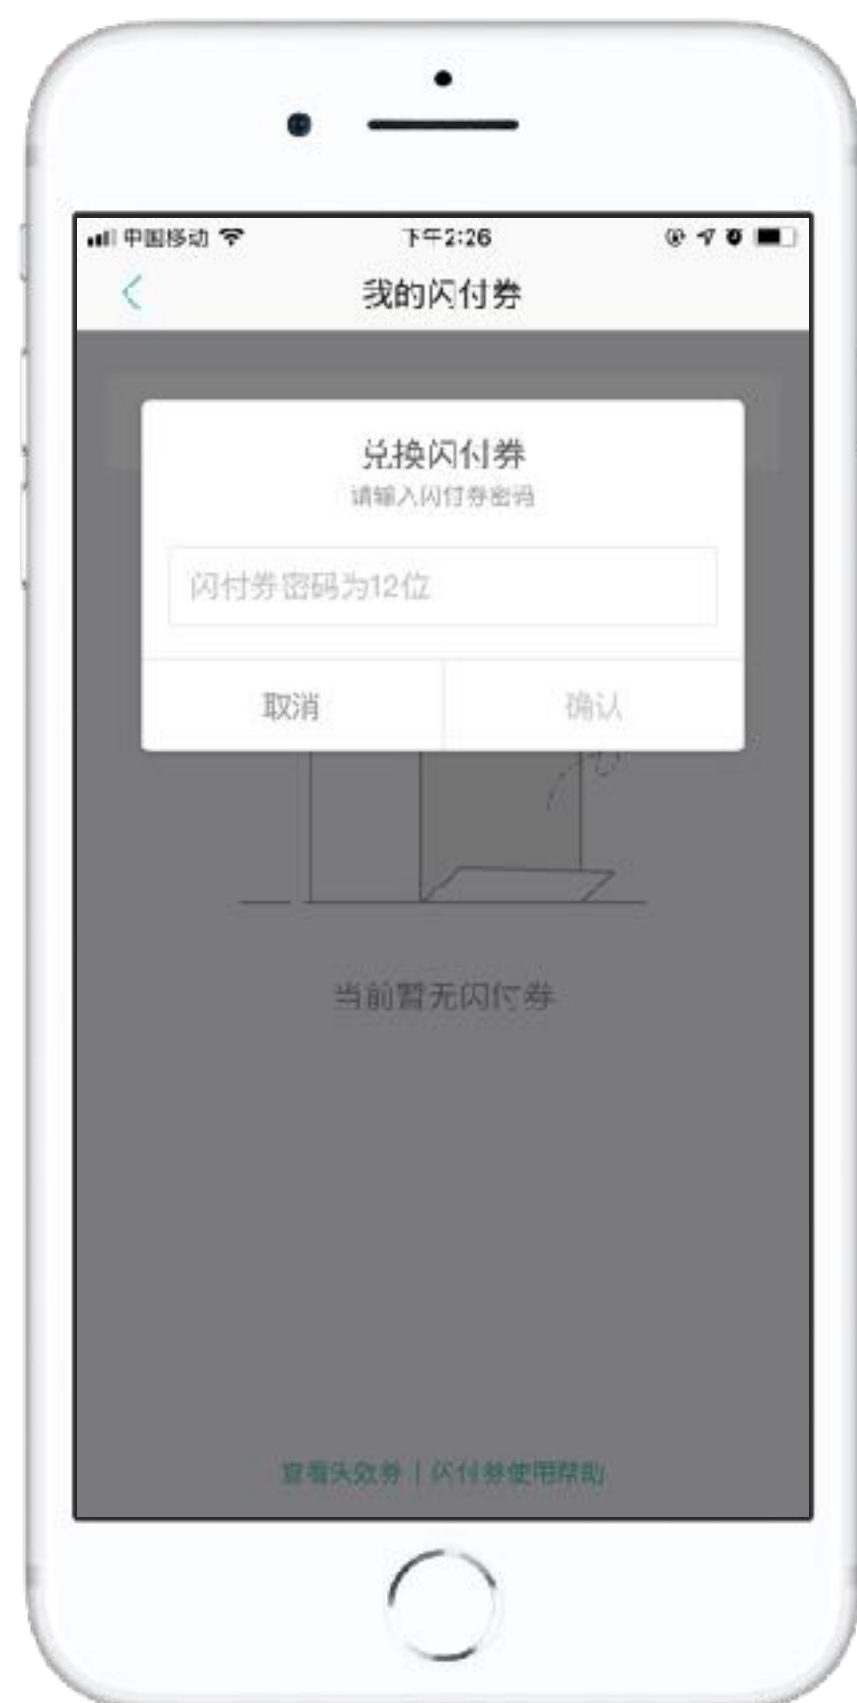 中国移动
下午2:26
我的闪付券
兑换闪付券
请输入闪付券密码
闪付券密码为12位
取消
确认
当前暂无闪付券
查看失效券 | 闪付券使用帮助